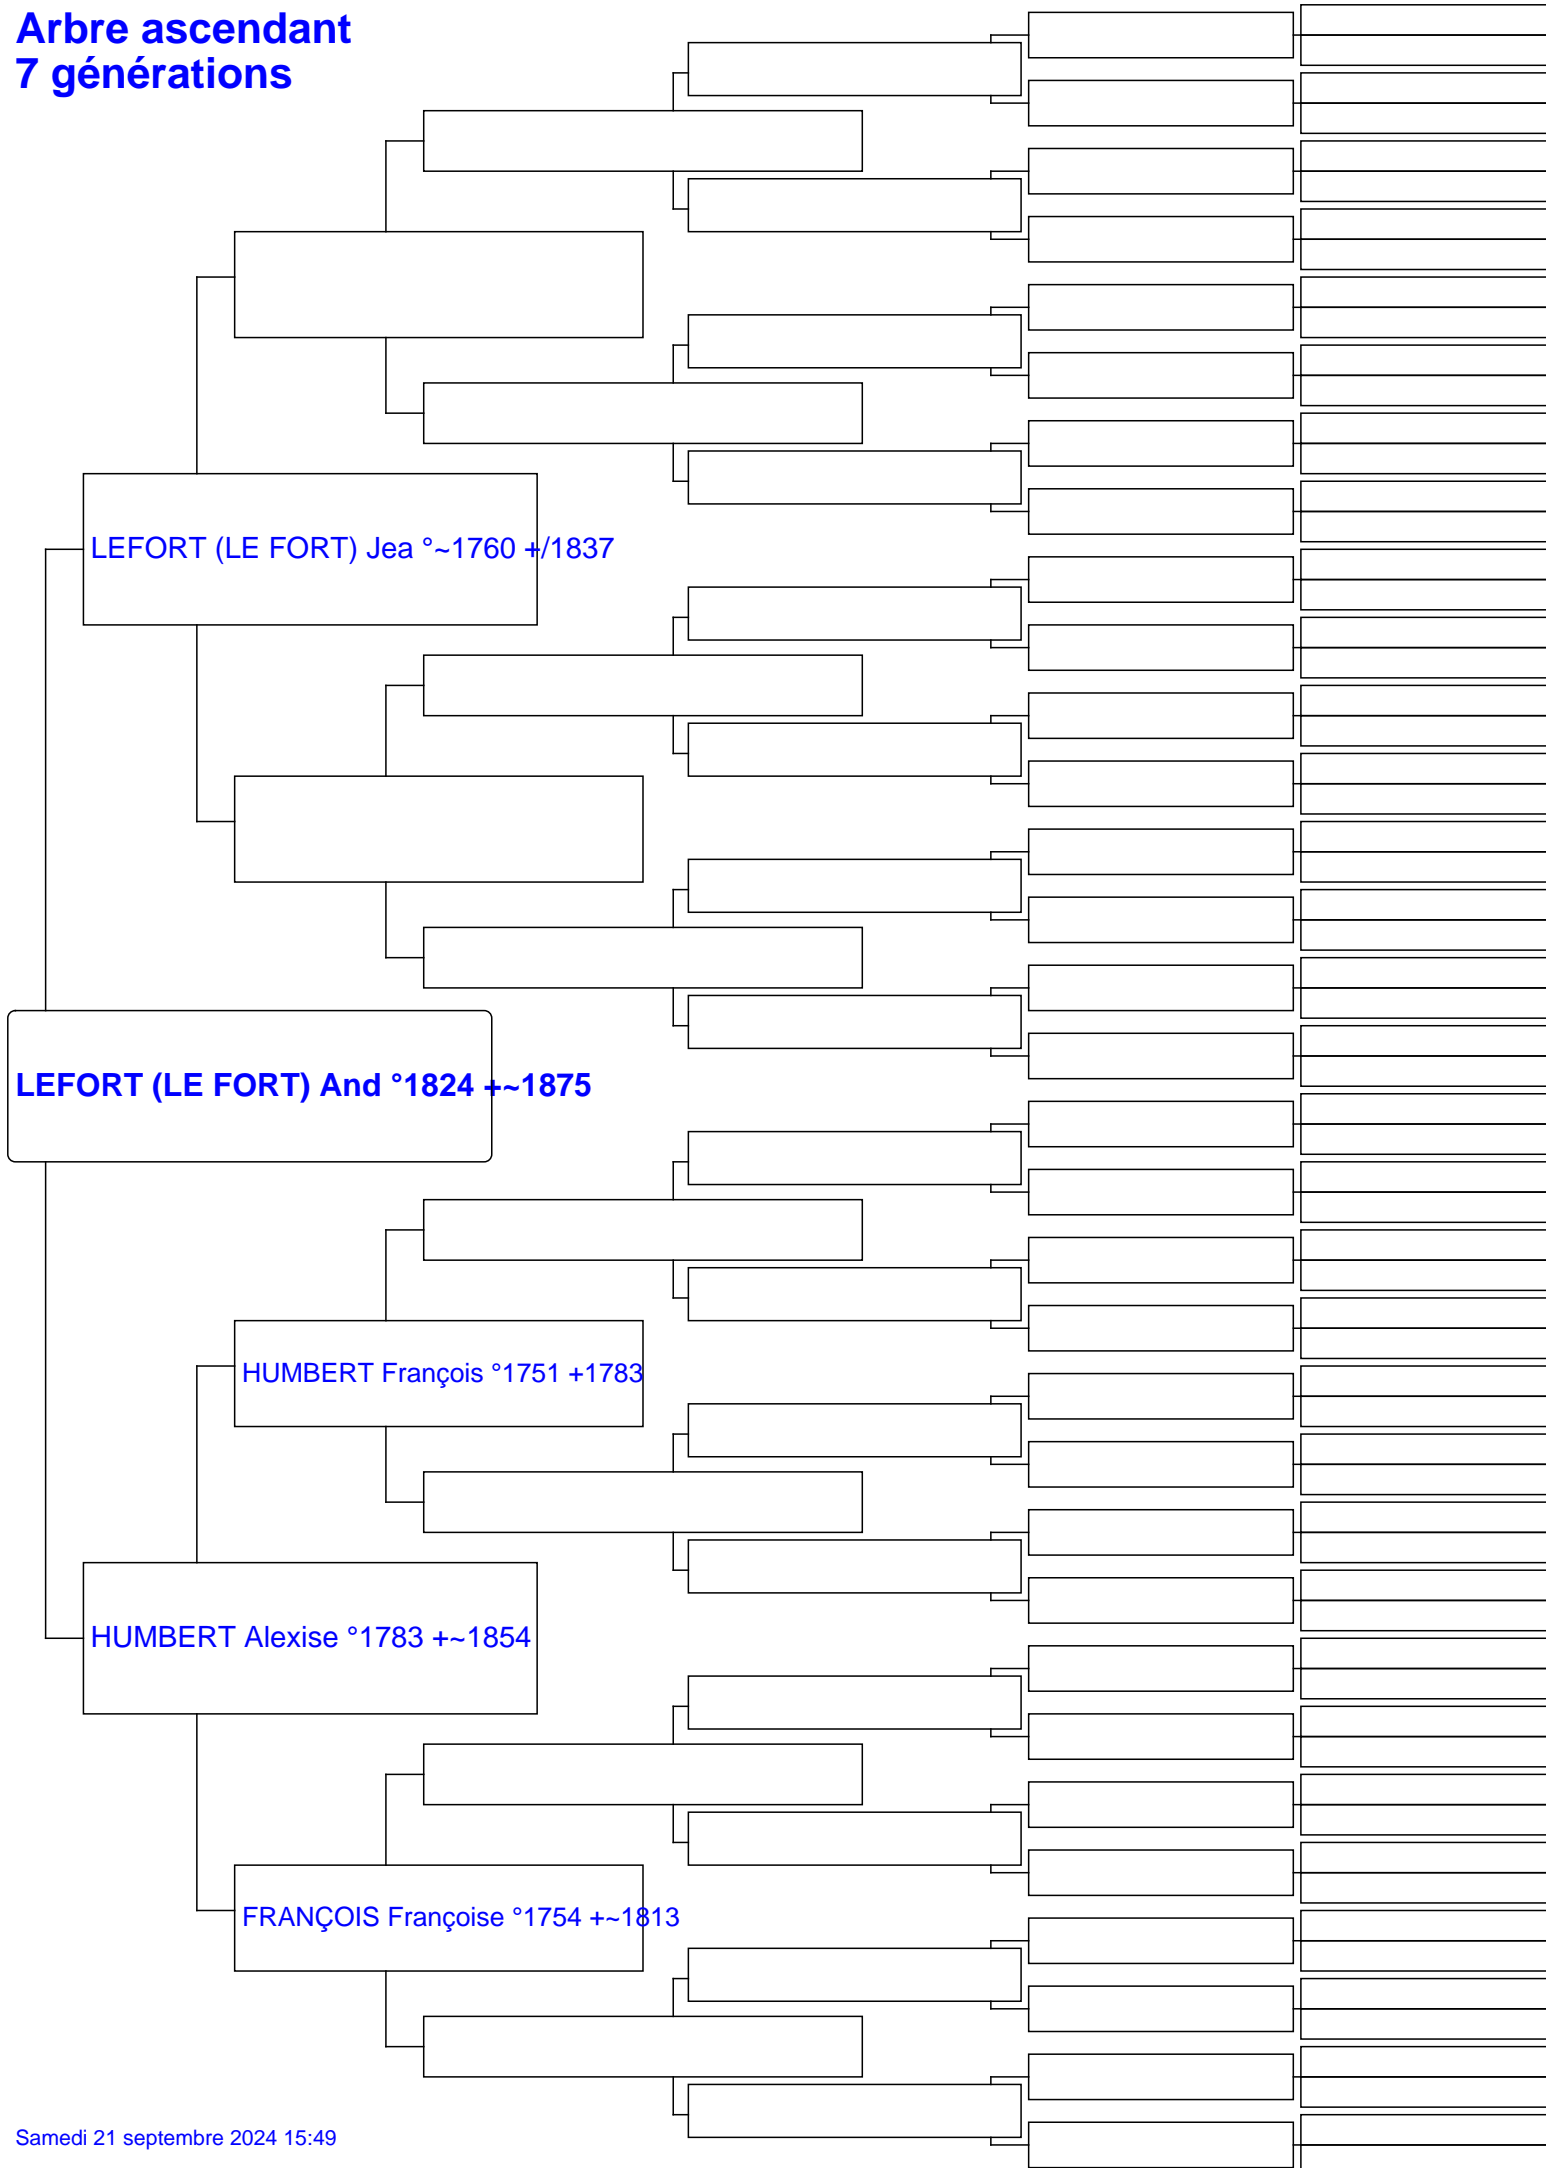 Arbre ascendant
7 générations
LEFORT (LE FORT) Jea °~1760 +/1837
LEFORT (LE FORT) And °1824 +~1875
HUMBERT François °1751 +1783
HUMBERT Alexise °1783 +~1854
FRANÇOIS Françoise °1754 +~1813
Samedi 21 septembre 2024 15:49